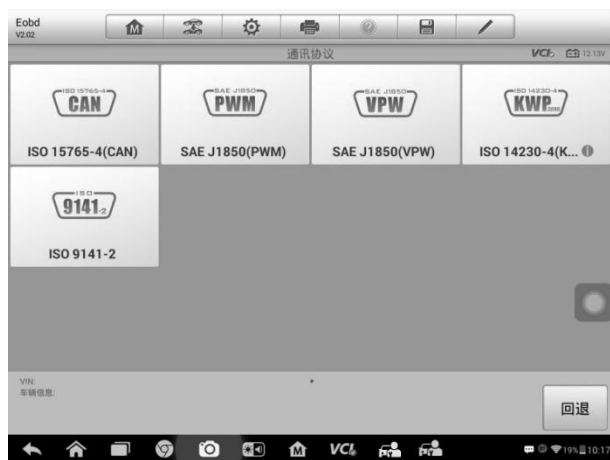 Eobd
V2.02
通讯协议
VCI
12.13V
ISO 15765-4
CAN
ISO 15765-4(CAN)
SAE J1850
PWM
SAE J1850(PWM)
SAE J1850
VPW
SAE J1850(VPW)
ISO 14230-4
KWP2000
ISO 14230-4(K...
ISO
9141-2
ISO 9141-2
VIN:
车辆信息:
回退
VCI
19%
10:17